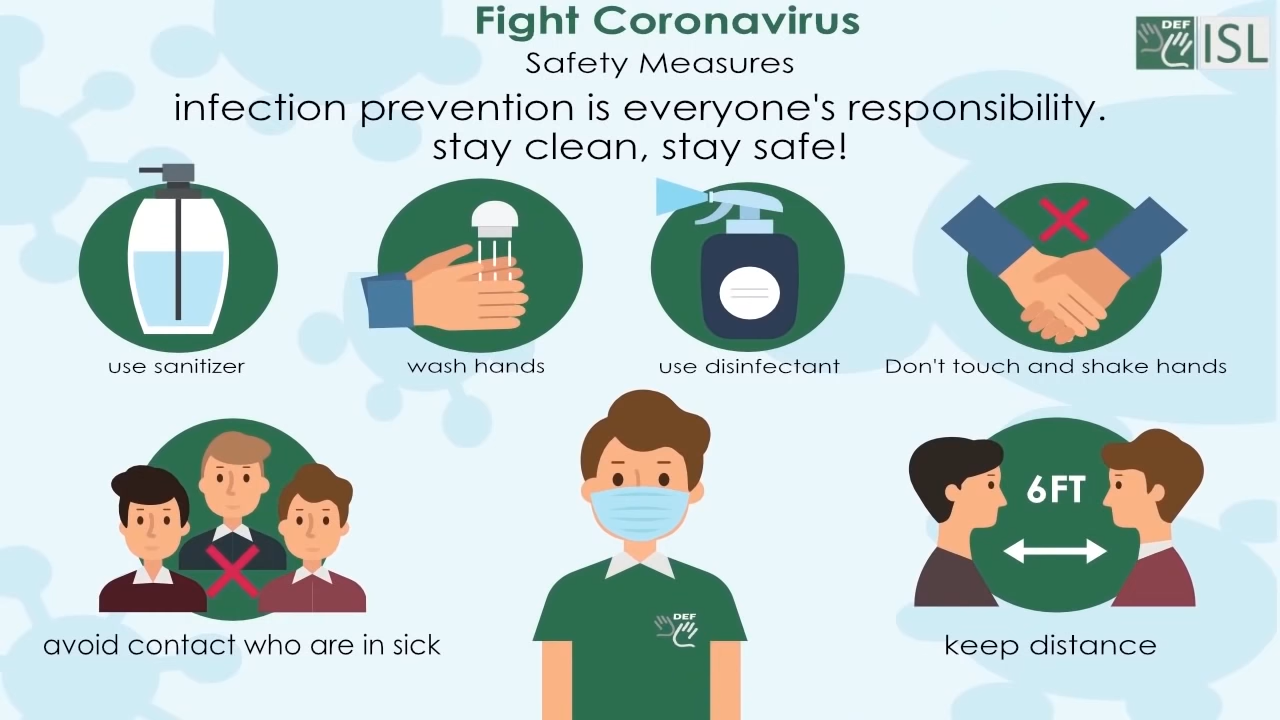 Fight Coronavirus
DEF
ISL
Safety Measures
infection prevention is everyone's responsibility.
stay clean, stay safe!
use sanitizer
wash hands
use disinfectant
Don't touch and shake hands
6FT
DEF
avoid contact who are in sick
keep distance